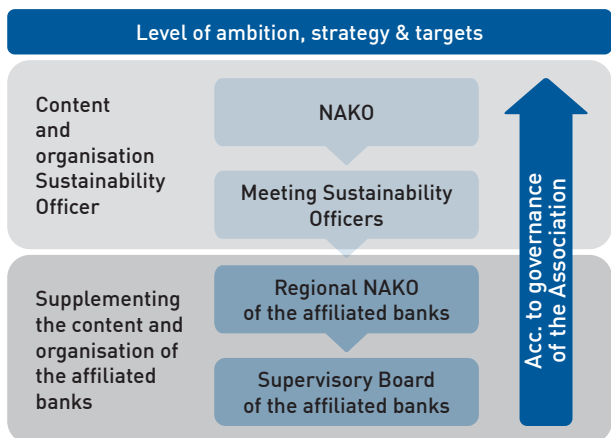 Level of ambition, strategy & targets
Content
and
organisation
Sustainability
Officer
NAKO
Meeting Sustainability
Officers
Supplementing
the content and
organisation of
the affiliated
banks
Regional NAKO
of the affiliated banks
Supervisory Board
of the affiliated banks
Acc. to governance
of the Association